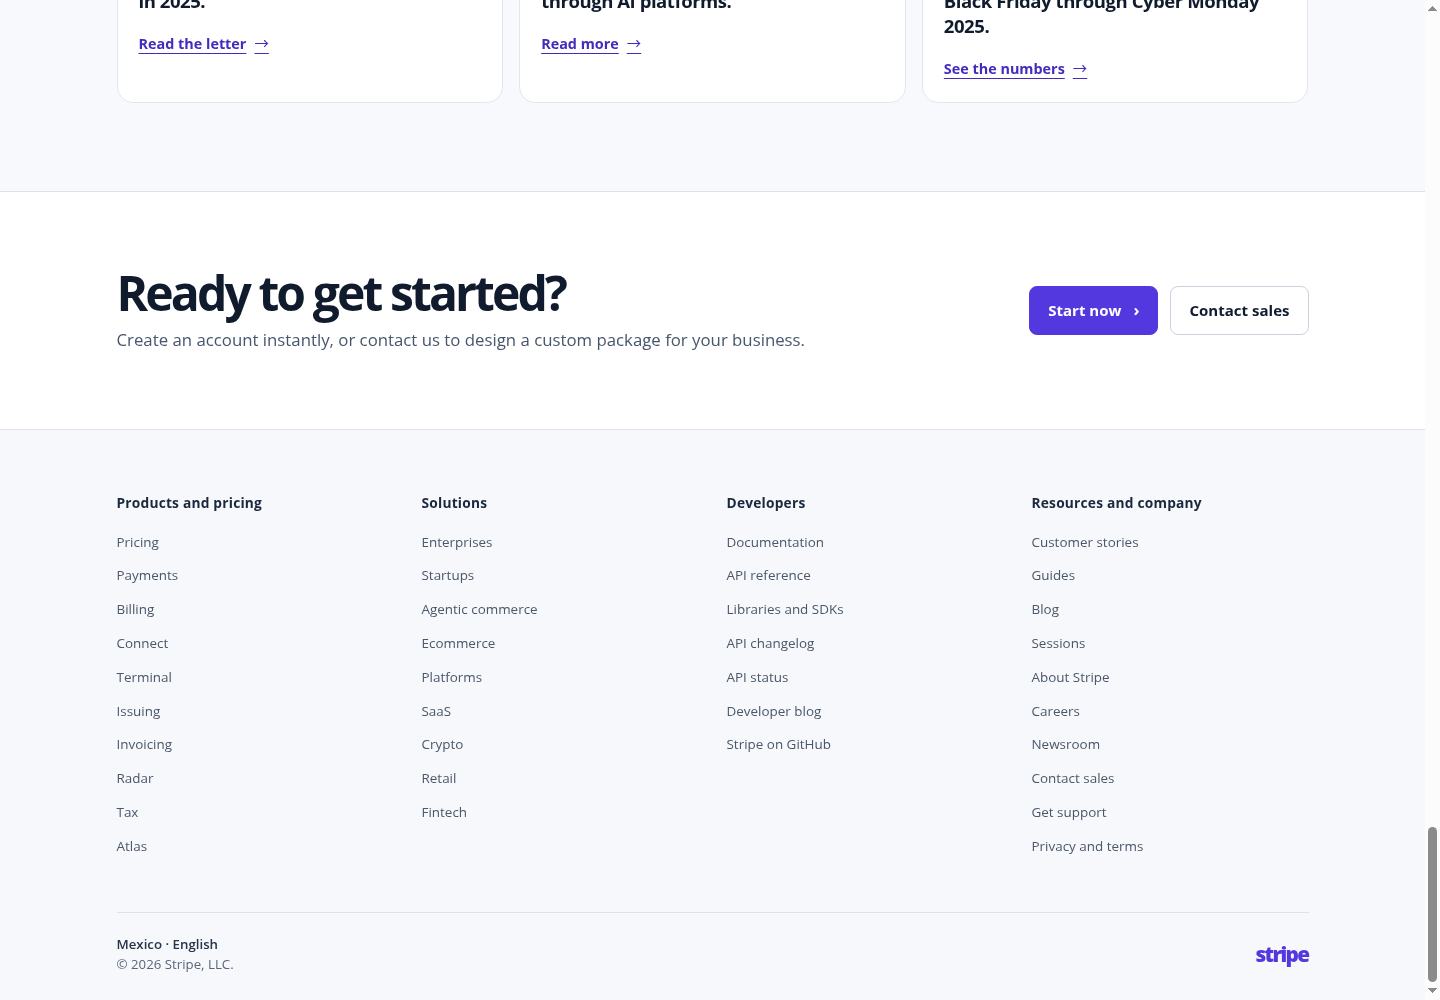 in 2025.
Read the letter →
through AI platforms.
Read more →
Black Friday through Cyber Monday
2025.
See the numbers →
Ready to get started?
Create an account instantly, or contact us to design a custom package for your business.
Start now ›
Contact sales
Products and pricing
Pricing
Payments
Billing
Connect
Terminal
Issuing
Invoicing
Radar
Tax
Atlas
Solutions
Enterprises
Startups
Agentic commerce
Ecommerce
Platforms
SaaS
Crypto
Retail
Fintech
Developers
Documentation
API reference
Libraries and SDKs
API changelog
API status
Developer blog
Stripe on GitHub
Resources and company
Customer stories
Guides
Blog
Sessions
About Stripe
Careers
Newsroom
Contact sales
Get support
Privacy and terms
Mexico · English
© 2026 Stripe, LLC.
stripe